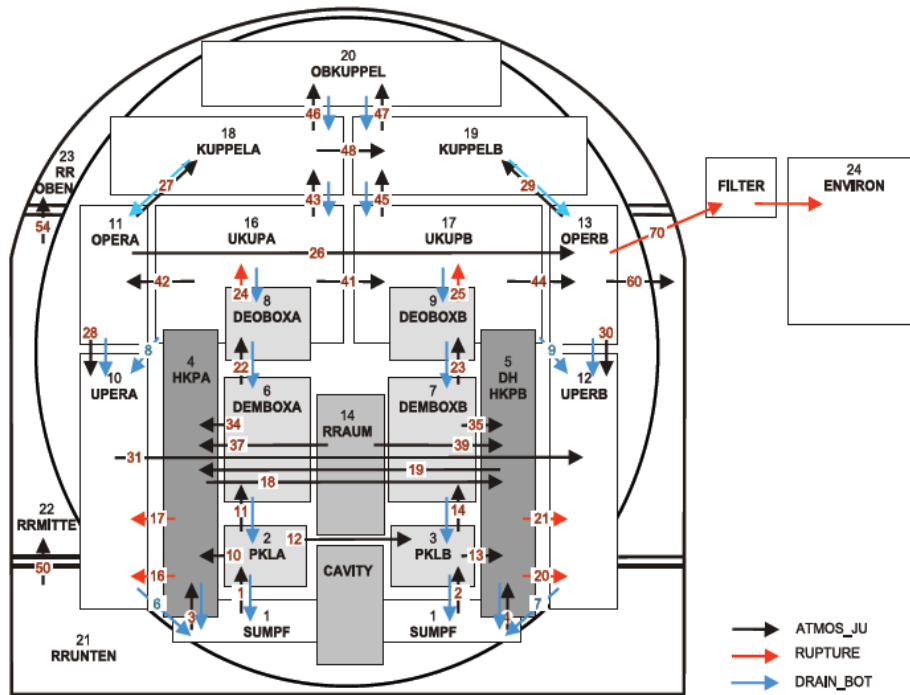 20
OBKUPPEL
46
47
18
KUPPELA
48
19
KUPPELB
23
RR
OBEN
27
29
24
ENVIRON
FILTER
54
43
45
11
OPERA
16
UKUPA
17
UKUPB
13
OPERB
70
26
42
41
44
60
24
25
8
DEOBOXA
9
DEOBOXB
28
8
9
30
10
UPERA
4
HKPA
22
23
5
DH
HKPB
12
UPERB
6
DEMBOXA
7
DEMBOXB
14
RRAUM
34
35
37
39
31
19
18
11
14
22
RRMITTE
17
21
12
2
PKLA
3
PKLB
10
13
CAVITY
50
16
20
1
2
6
7
3
1
SUMPF
1
SUMPF
21
RRUNTEN
ATMOS_JU
RUPTURE
DRAIN_BOT